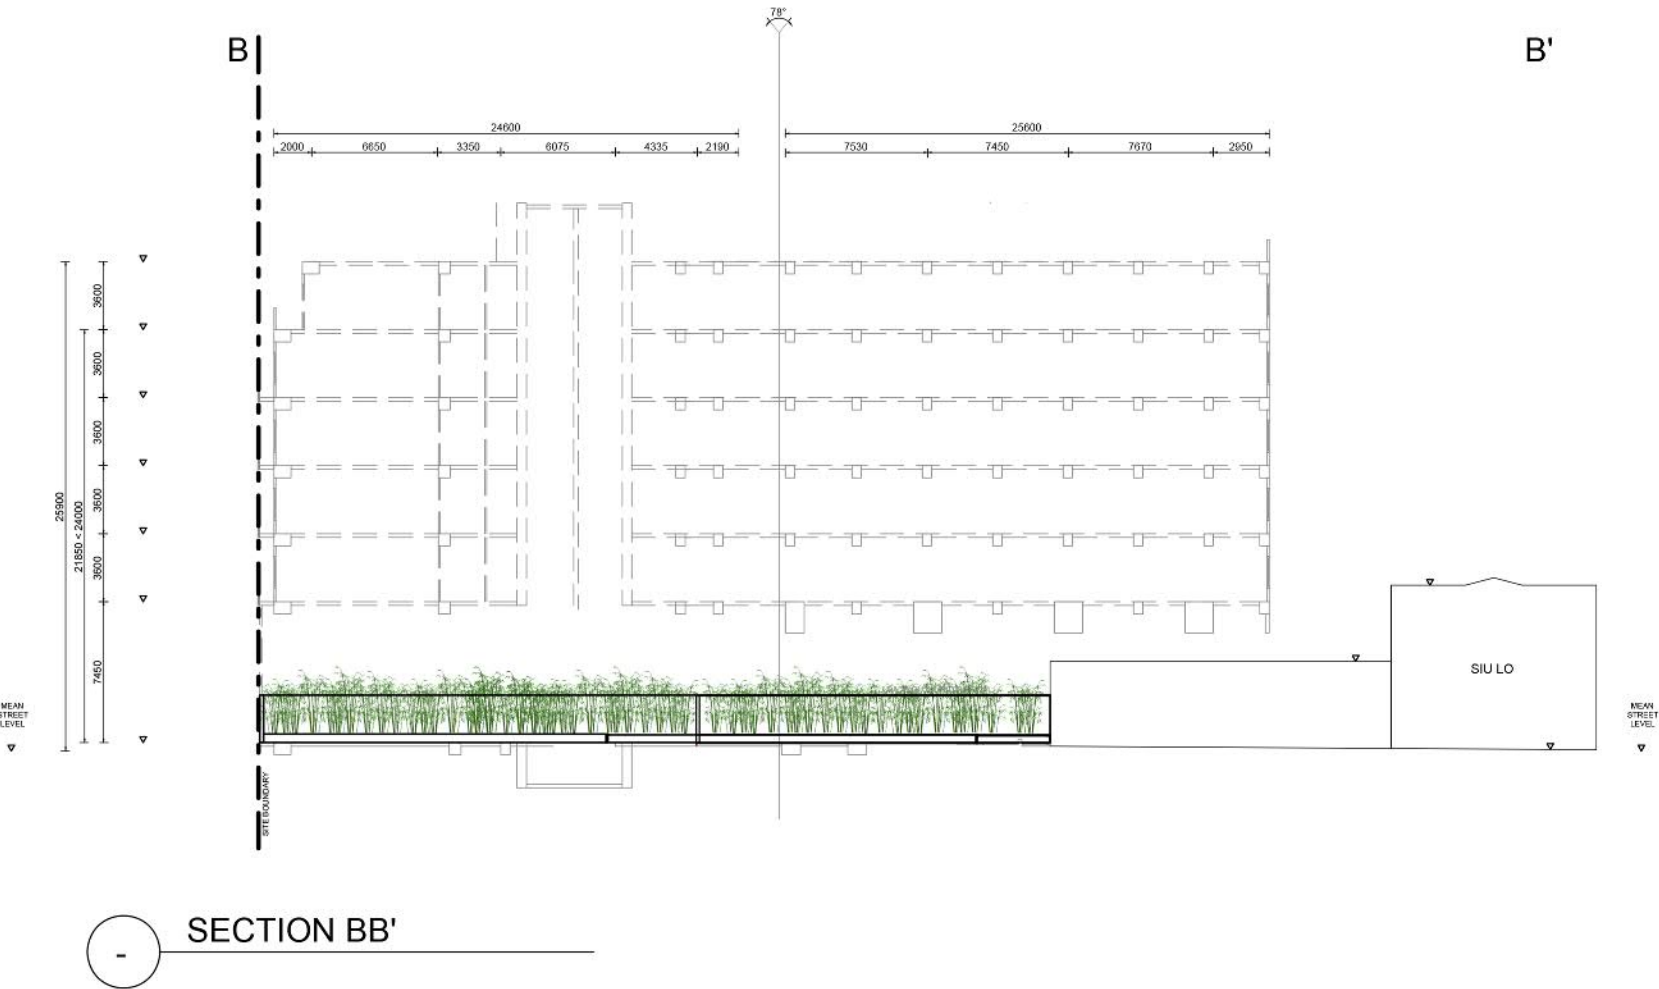 78°
B
B'
24600
25600
2000
6650
3350
6075
4335
2190
7530
7450
7670
2950
3600
3600
3600
3600
3600
7450
25900
21850 < 24000
MEAN
STREET
LEVEL
SIU LO
MEAN
STREET
LEVEL
SITE BOUNDARY
-
SECTION BB'